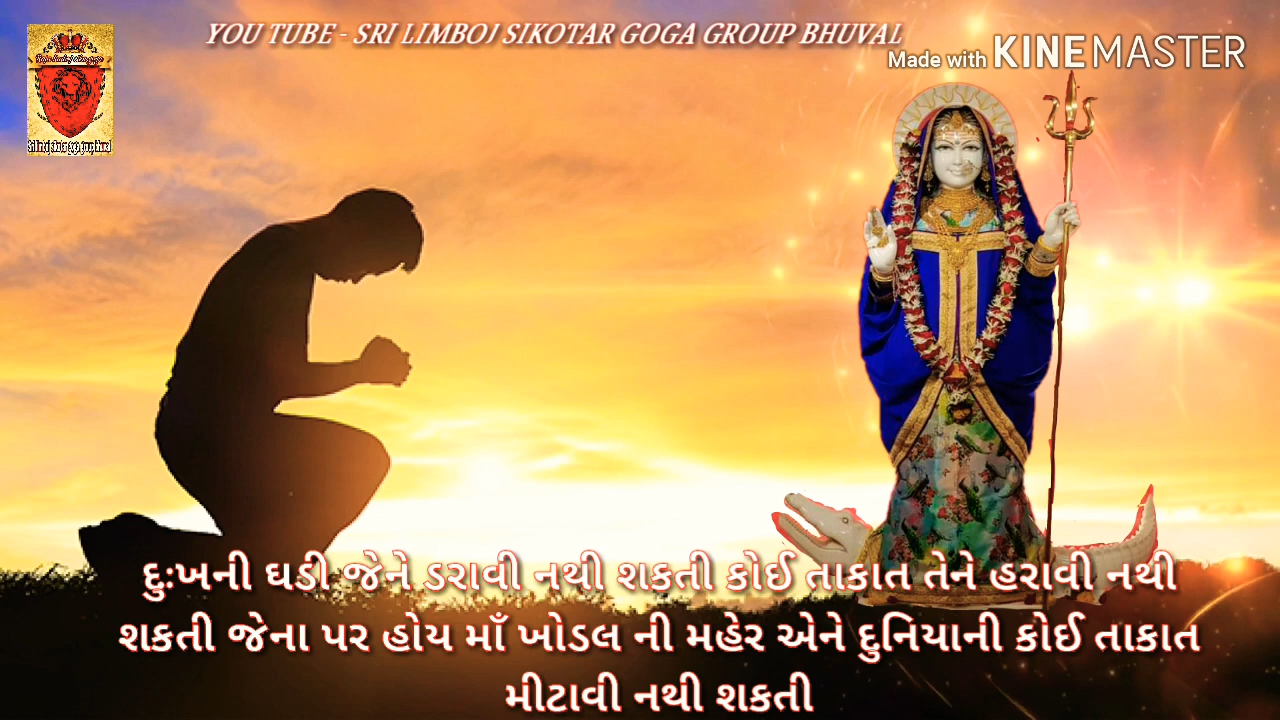 YOU TUBE - SRI LIMBOJ SIKOTAR GOGA GROUP BHUVAL
Made with KINEMASTER
દુઃખની ઘડી જેને ડરાવી નથી શકતી કોઈ તાકાત તેને હરાવી નથી
શકતી જેના પર હોય માઁ ખોડલ ની મહેર એને દુનિયાની કોઈ તાકાત
મીટાવી નથી શકતી